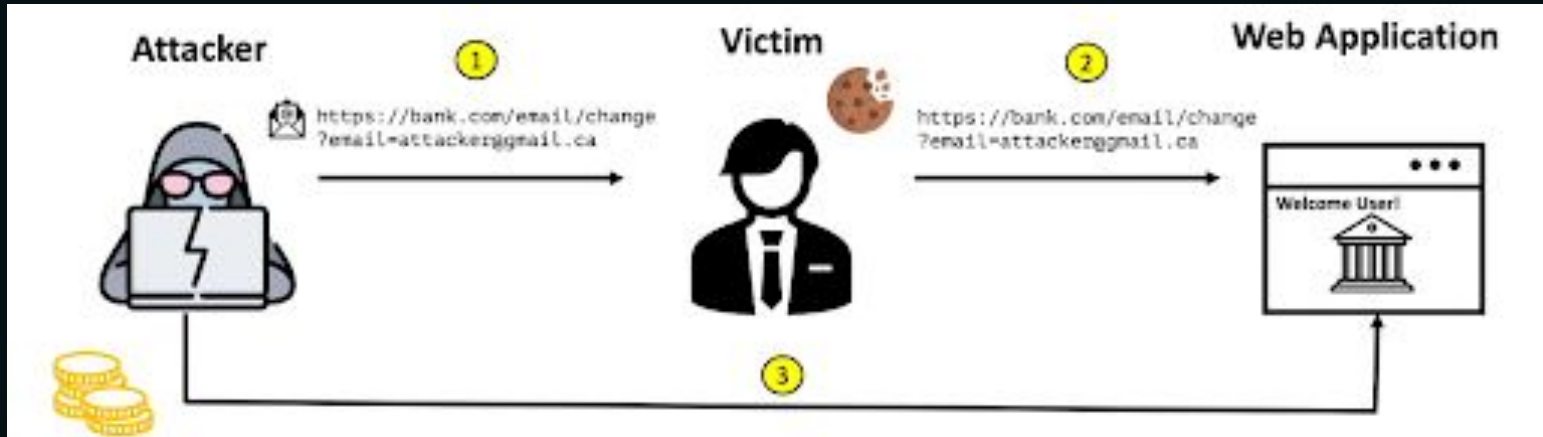 Attacker
1
Victim
2
Web Application
https://bank.com/email/change
?email=attacker@gmail.ca
https://bank.com/email/change
?email=attacker@gmail.ca
Welcome User!
3